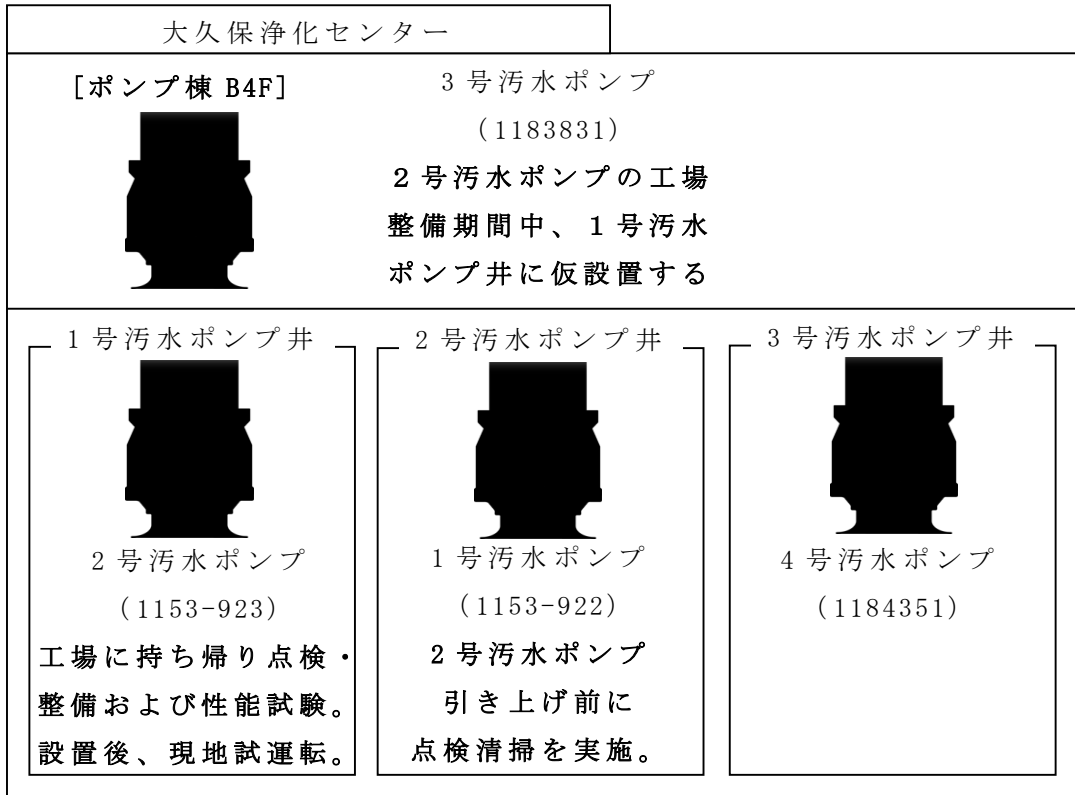 大久保浄化センター
[ポンプ棟 B4F]
3号汚水ポンプ
(1183831)
２号汚水ポンプの工場
整備期間中、１号汚水
ポンプ井に仮設置する
1号汚水ポンプ井
2号汚水ポンプ
(1153-923)
工場に持ち帰り点検・
整備および性能試験。
設置後、現地試運転。
2号汚水ポンプ井
1号汚水ポンプ
(1153-922)
２号汚水ポンプ
引き上げ前に
点検清掃を実施。
3号汚水ポンプ井
4号汚水ポンプ
(1184351)